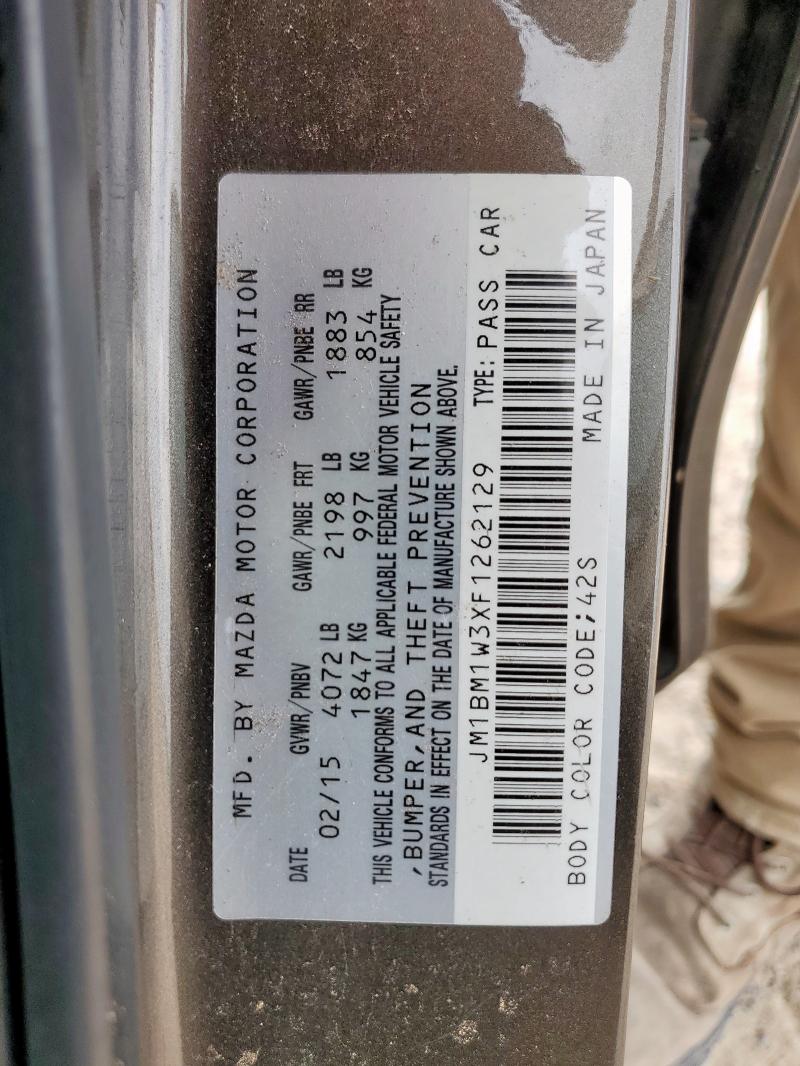 MFD. BY MAZDA MOTOR CORPORATION
DATE GVWR/PNBV GAWR/PNBE FRT GAWR/PNBE RR
02/15 4072 LB 2198 LB 1883 LB
1847 KG 997 KG 854 KG
THIS VEHICLE CONFORMS TO ALL APPLICABLE FEDERAL MOTOR VEHICLE SAFETY
,BUMPER,AND THEFT PREVENTION
STANDARDS IN EFFECT ON THE DATE OF MANUFACTURE SHOWN ABOVE.
JM1BM1W3XF1262129 TYPE: PASS CAR
BODY COLOR CODE;42S MADE IN JAPAN